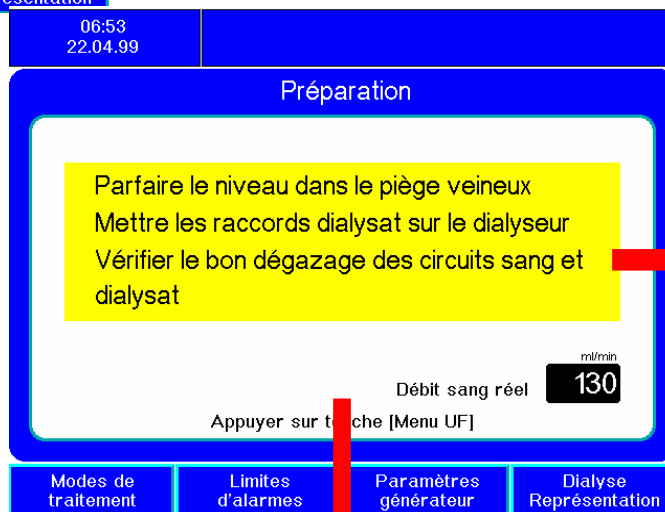 06:53
22.04.99
Préparation
Parfaire le niveau dans le piège veineux
Mettre les raccords dialysat sur le dialyseur
Vérifier le bon dégazage des circuits sang et
dialysat
ml/min
Débit sang réel 130
Appuyer sur che [Menu UF]
Modes de traitement
Limites d'alarmes
Paramètres générateur
Dialyse Représentation